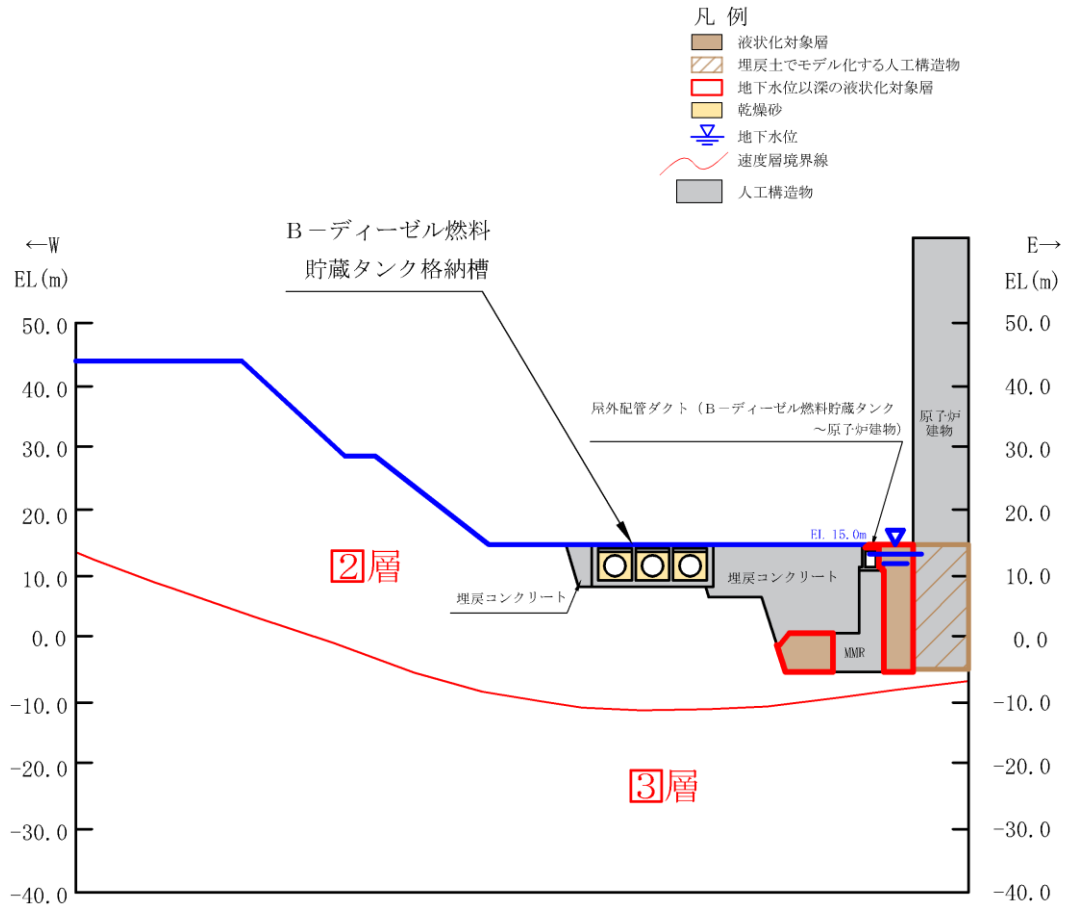 凡 例
液状化対象層
埋戻土でモデル化する人工構造物
地下水位以深の液状化対象層
乾燥砂
地下水位
速度層境界線
人工構造物
B－ディーゼル燃料
貯蔵タンク格納槽
←W
EL(m)
E→
EL(m)
50.0
40.0
30.0
20.0
10.0
0.0
-10.0
-20.0
-30.0
-40.0
50.0
40.0
30.0
20.0
10.0
0.0
-10.0
-20.0
-30.0
-40.0
屋外配管ダクト（B－ディーゼル燃料貯蔵タンク
～原子炉建物）
原子炉
建物
EL 15.0m
②層
埋戻コンクリート
埋戻コンクリート
MMR
③層